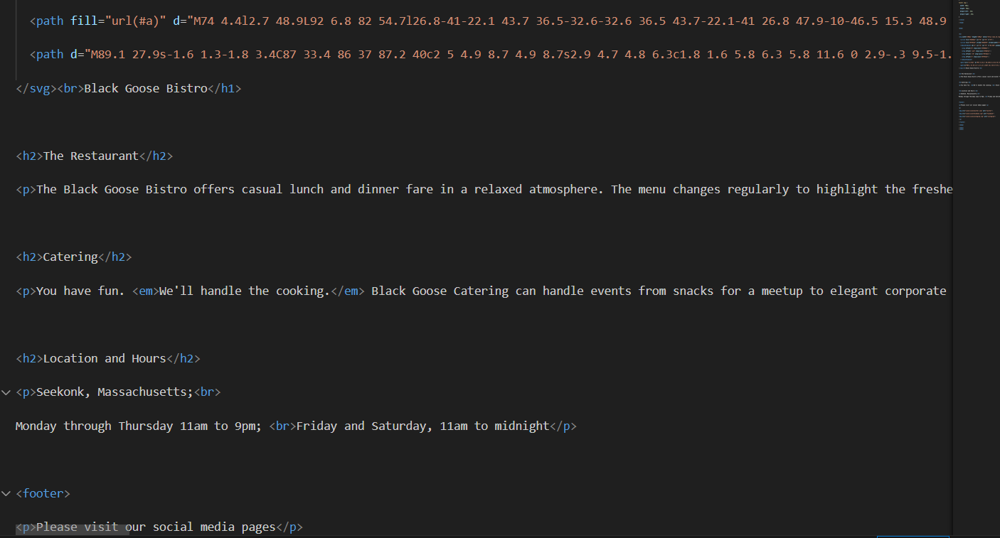 <path fill="url(#a)" d="M74 4.4l2.7 48.9L92 6.8 82 54.7l26.8-41-22.1 43.7 36.5-32.6-32.6 36.5 43.7-22.1-41 26.8 47.9-10-46.5 15.3 48.9
<path d="M89.1 27.9s-1.6 1.3-1.8 3.4C87 33.4 86 37 87.2 40c2 5 4.9 8.7 4.9 8.7s2.9 4.7 4.8 6.3c1.8 1.6 5.8 6.3 5.8 11.6 0 2.9-.3 9.5-1.
</svg><br>Black Goose Bistro</h1>
<h2>The Restaurant</h2>
<p>The Black Goose Bistro offers casual lunch and dinner fare in a relaxed atmosphere. The menu changes regularly to highlight the freshe
<h2>Catering</h2>
<p>You have fun. <em>We'll handle the cooking.</em> Black Goose Catering can handle events from snacks for a meetup to elegant corporate
<h2>Location and Hours</h2>
<p>Seekonk, Massachusetts;<br>
Monday through Thursday 11am to 9pm; <br>Friday and Saturday, 11am to midnight</p>
<footer>
<p>Please visit our social media pages</p>